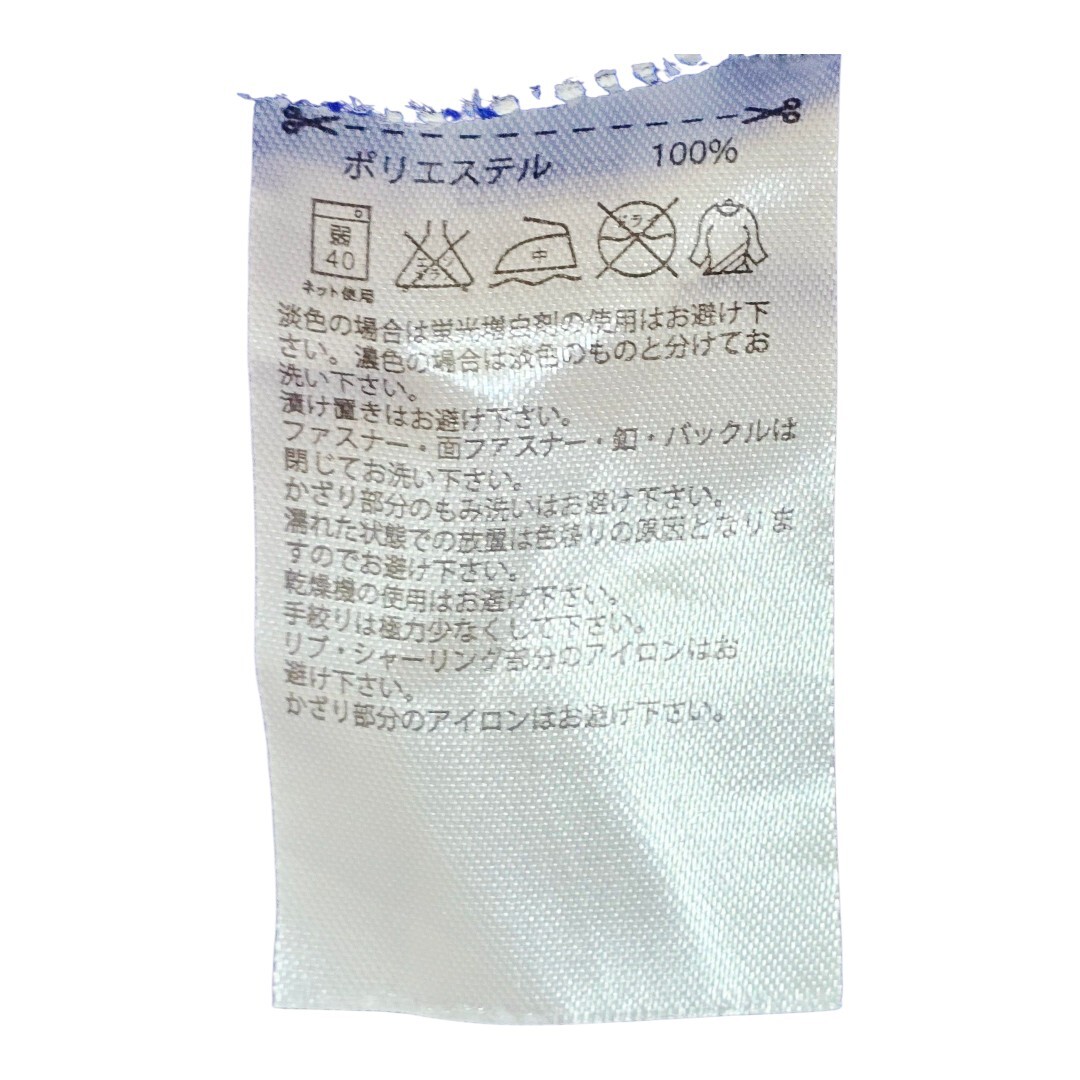 ポリエステル 100%
弱
40
ネット使用
エンソ
サラシ
中
ドライ
淡色の場合は蛍光増白剤の使用はお避け下
さい。濃色の場合は淡色のものと分けてお
洗い下さい。
漬け置きはお避け下さい。
ファスナー・面ファスナー・釦・バックルは
閉じてお洗い下さい。
かざり部分のもみ洗いはお避け下さい。
濡れた状態での放置は色移りの原因となりま
すのでお避け下さい。
乾燥機の使用はお避け下さい。
手絞りは極力少なくして下さい。
リブ・シャーリング部分のアイロンはお
避け下さい。
かざり部分のアイロンはお避け下さい。